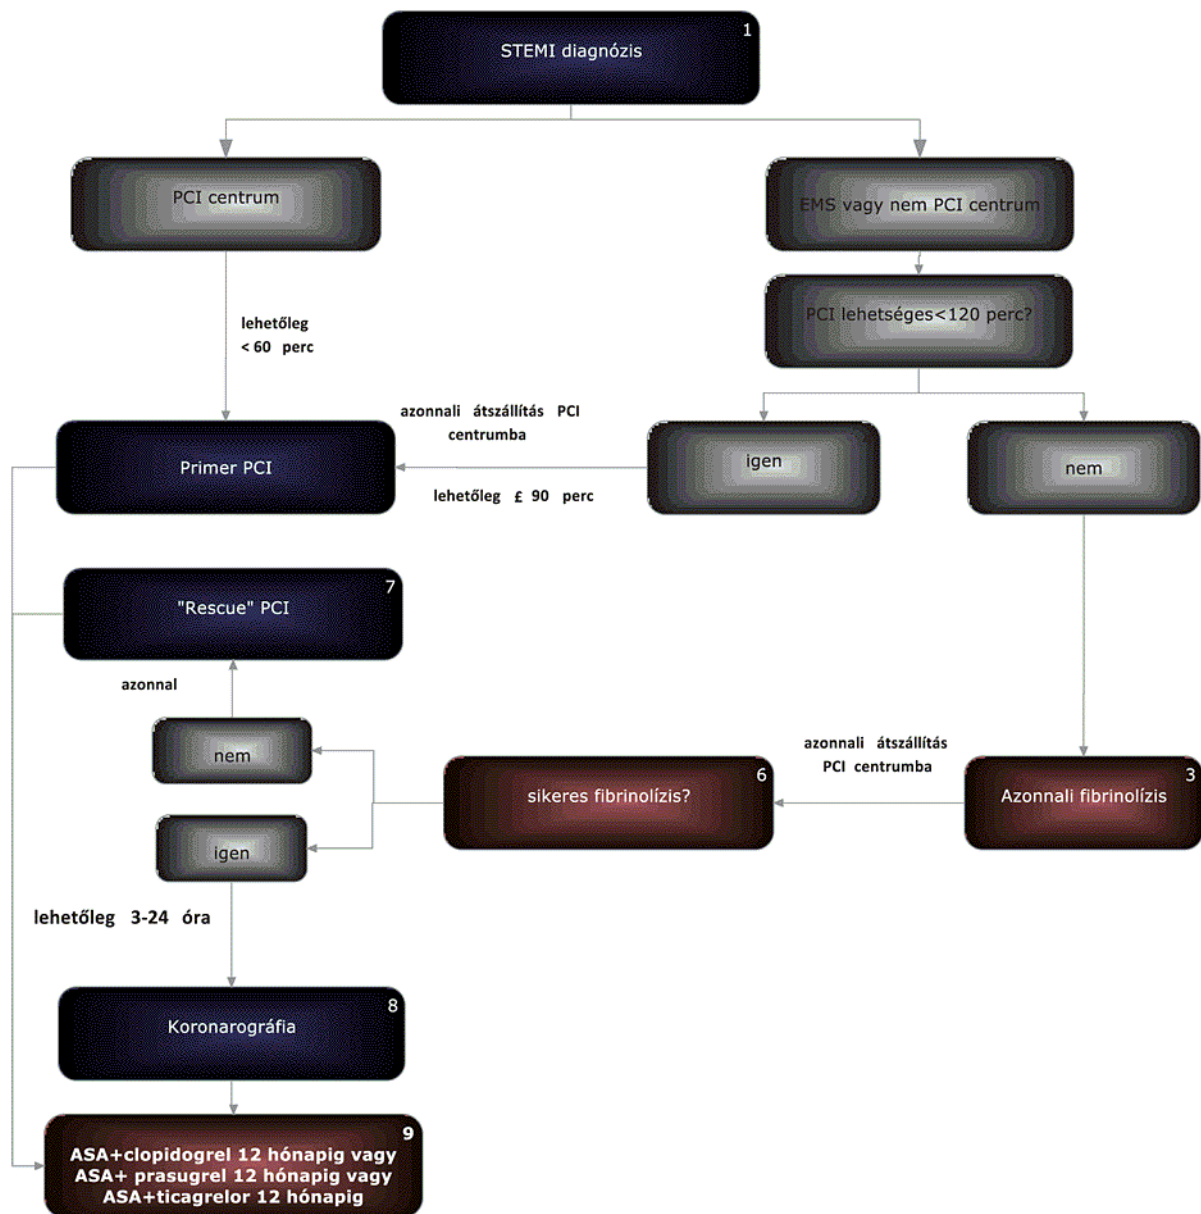 1
STEMI diagnózis
PCI centrum
EMS vagy nem PCI centrum
PCI lehetséges<120 perc?
lehetőleg
< 60 perc
azonnali átszállítás PCI
centrumba
igen
nem
Primer PCI
lehetőleg £ 90 perc
7
"Rescue" PCI
azonnal
nem
azonnali átszállítás
PCI centrumba
6
sikeres fibrinolízis?
3
Azonnali fibrinolízis
igen
lehetőleg 3-24 óra
8
Koronarográfia
9
ASA+clopidogrel 12 hónapig vagy
ASA+ prasugrel 12 hónapig vagy
ASA+ticagrelor 12 hónapig